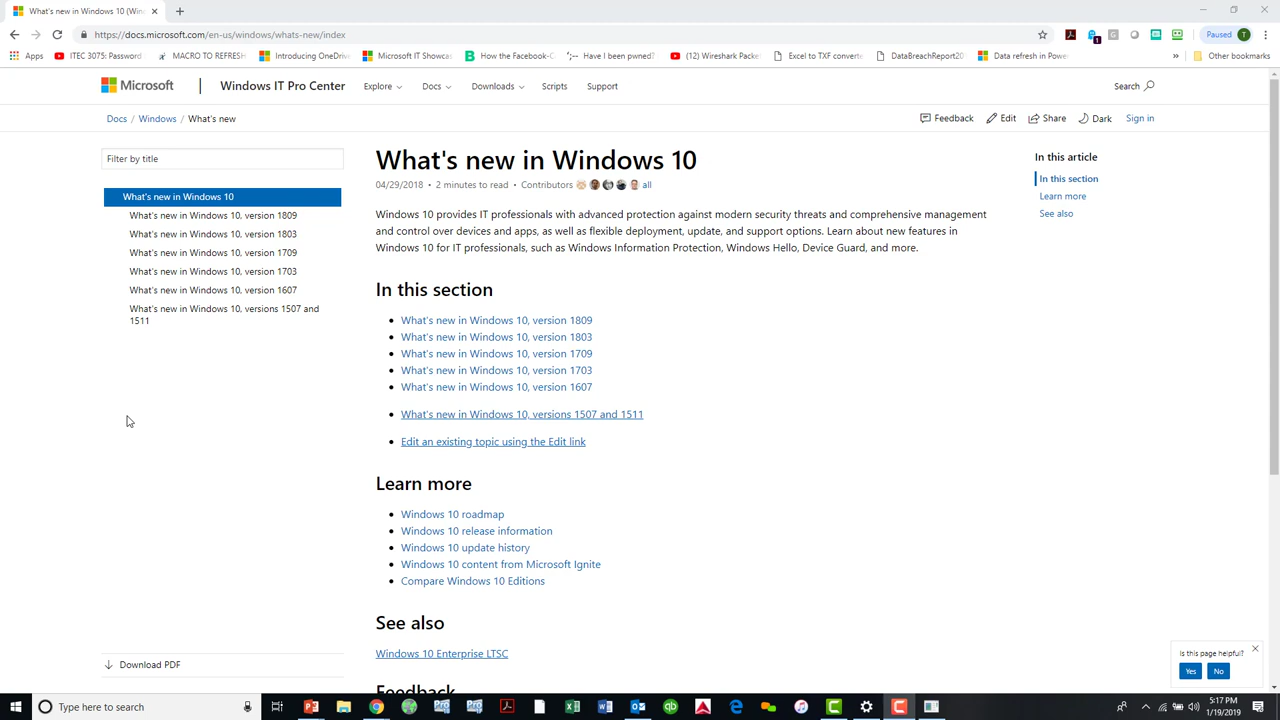 What's new in Windows 10 (Win
https://docs.microsoft.com/en-us/windows/whats-new/index
Paused T
Apps
ITEC 3075: Password
MACRO TO REFRESH
Introducing OneDriv
Microsoft IT Showcas
How the Facebook-C
Have I been pwned?
(12) Wireshark Packe
Excel to TXF converte
DataBreachReport201
Data refresh in Powe
» Other bookmarks
Microsoft
Windows IT Pro Center
Explore
Docs
Downloads
Scripts
Support
Search
Docs / Windows / What's new
Feedback
Edit
Share
Dark
Sign in
Filter by title
What's new in Windows 10
What's new in Windows 10, version 1809
What's new in Windows 10, version 1803
What's new in Windows 10, version 1709
What's new in Windows 10, version 1703
What's new in Windows 10, version 1607
What's new in Windows 10, versions 1507 and
1511
Download PDF
What's new in Windows 10
04/29/2018 • 2 minutes to read • Contributors all
Windows 10 provides IT professionals with advanced protection against modern security threats and comprehensive management
and control over devices and apps, as well as flexible deployment, update, and support options. Learn about new features in
Windows 10 for IT professionals, such as Windows Information Protection, Windows Hello, Device Guard, and more.
In this section
• What's new in Windows 10, version 1809
• What's new in Windows 10, version 1803
• What's new in Windows 10, version 1709
• What's new in Windows 10, version 1703
• What's new in Windows 10, version 1607
• What's new in Windows 10, versions 1507 and 1511
• Edit an existing topic using the Edit link
Learn more
• Windows 10 roadmap
• Windows 10 release information
• Windows 10 update history
• Windows 10 content from Microsoft Ignite
• Compare Windows 10 Editions
See also
Windows 10 Enterprise LTSC
Feedback
In this article
In this section
Learn more
See also
Is this page helpful?
Yes
No
Type here to search
5:17 PM
1/19/2019